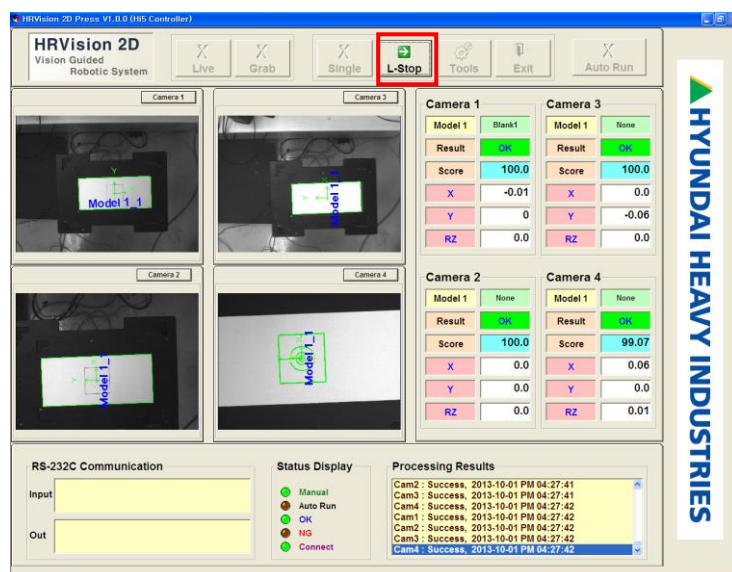 HRVision 2D Press V1.0.0 (Hi5 Controller)
HRVision 2D
Vision Guided
Robotic System
X Live
X Grab
X Single
L-Stop
Tools
Exit
X Auto Run
Camera 1
Camera 3
Y
Model 1_1
X
Y
Model 1_1
Camera 2
Camera 4
Y
Model 1_1
Model 1_1
Camera 1
Model 1 Blank1
Result OK
Score 100.0
X -0.01
Y 0
RZ 0.0
Camera 3
Model 1 None
Result OK
Score 100.0
X 0.0
Y -0.06
RZ 0.0
Camera 2
Model 1 None
Result OK
Score 100.0
X 0.0
Y 0.0
RZ 0.0
Camera 4
Model 1 None
Result OK
Score 99.07
X 0.06
Y 0.0
RZ 0.01
HYUNDAI HEAVY INDUSTRIES
RS-232C Communication
Input
Out
Status Display
Manual
Auto Run
OK
NG
Connect
Processing Results
Cam2 : Success, 2013-10-01 PM 04:27:41
Cam3 : Success, 2013-10-01 PM 04:27:41
Cam4 : Success, 2013-10-01 PM 04:27:42
Cam1 : Success, 2013-10-01 PM 04:27:42
Cam2 : Success, 2013-10-01 PM 04:27:42
Cam3 : Success, 2013-10-01 PM 04:27:42
Cam4 : Success, 2013-10-01 PM 04:27:42